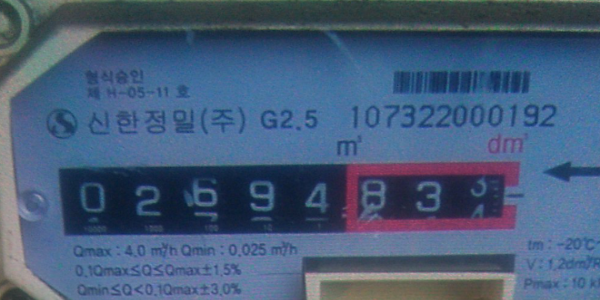 형식승인
제 H-05-11 호
신한정밀(주) G2.5 107322000192
m³ dm³
0 2 6 9 4 8 3 3
Qmax : 4.0 m³/h Qmin : 0.025 m³/h
0.1Qmax≤Q≤Qmax±1.5%
Qmin≤Q<0.1Qmax±3.0%
tm : -20℃
V : 1.2dm³/R
Pmax : 10